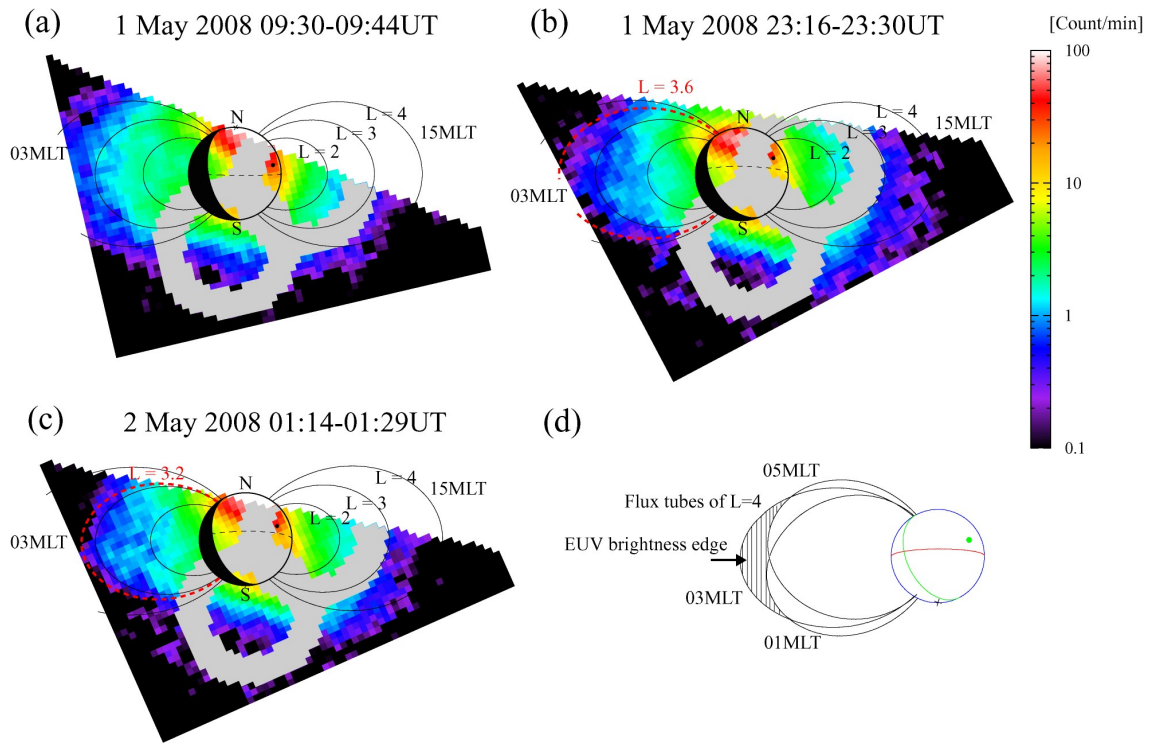 (a)
1 May 2008 09:30-09:44UT
N
L = 4
L = 3
L = 2
15MLT
03MLT
S
(b)
1 May 2008 23:16-23:30UT
L = 3.6
N
L = 4
L = 3
L = 2
15MLT
03MLT
S
[Count/min]
100
10
1
0.1
(c)
2 May 2008 01:14-01:29UT
L = 3.2
N
L = 4
L = 3
L = 2
15MLT
03MLT
S
(d)
05MLT
Flux tubes of L=4
EUV brightness edge
03MLT
01MLT